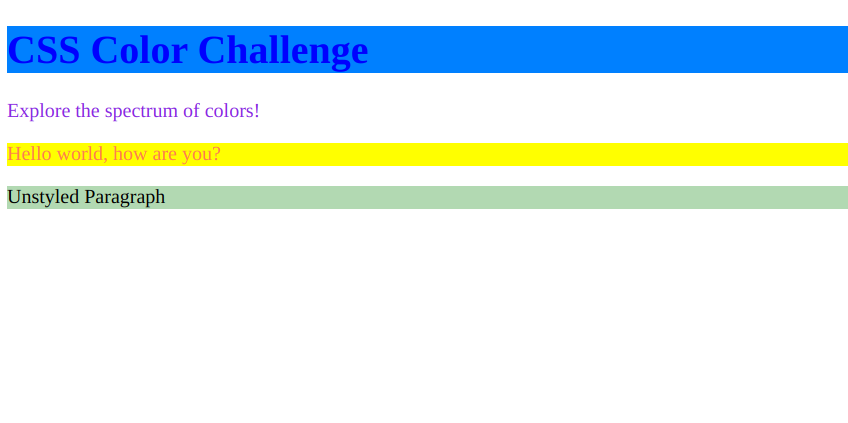 CSS Color Challenge
Explore the spectrum of colors!
Hello world, how are you?
Unstyled Paragraph